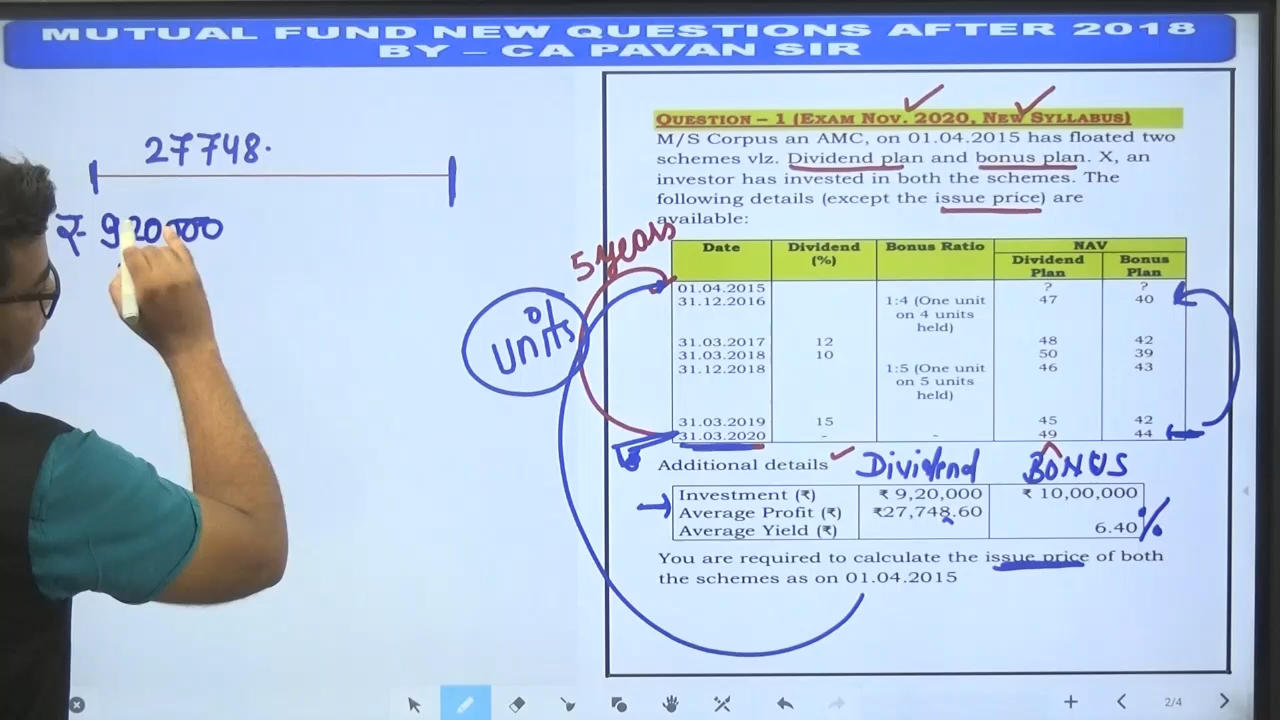 MUTUAL FUND NEW QUESTIONS AFTER 2018
BY – CA PAVAN SIR
27748.
₹ 920000
5 years
units
QUESTION – 1 (EXAM NOV. 2020, NEW SYLLABUS)
M/S Corpus an AMC, on 01.04.2015 has floated two
schemes vlz. Dividend plan and bonus plan. X, an
investor has invested in both the schemes. The
following details (except the issue price) are
available:
Date Dividend (%) Bonus Ratio NAV
Dividend Plan Bonus Plan
01.04.2015 ? ?
31.12.2016 1:4 (One unit on 4 units held) 47 40
31.03.2017 12 48 42
31.03.2018 10 50 39
31.12.2018 1:5 (One unit on 5 units held) 46 43
31.03.2019 15 45 42
31.03.2020 - - 49 44
Additional details Dividend BONUS
Investment (₹) ₹ 9,20,000 ₹ 10,00,000
Average Profit (₹) ₹27,748.60
Average Yield (₹) 6.40 %
You are required to calculate the issue price of both
the schemes as on 01.04.2015
2/4